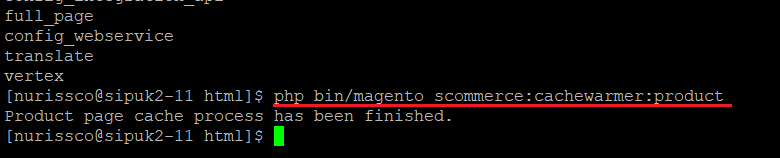 config_integration_api
full_page
config_webservice
translate
vertex
[nurissco@sipuk2-11 html]$ php bin/magento scommerce:cachewarmer:product
Product page cache process has been finished.
[nurissco@sipuk2-11 html]$